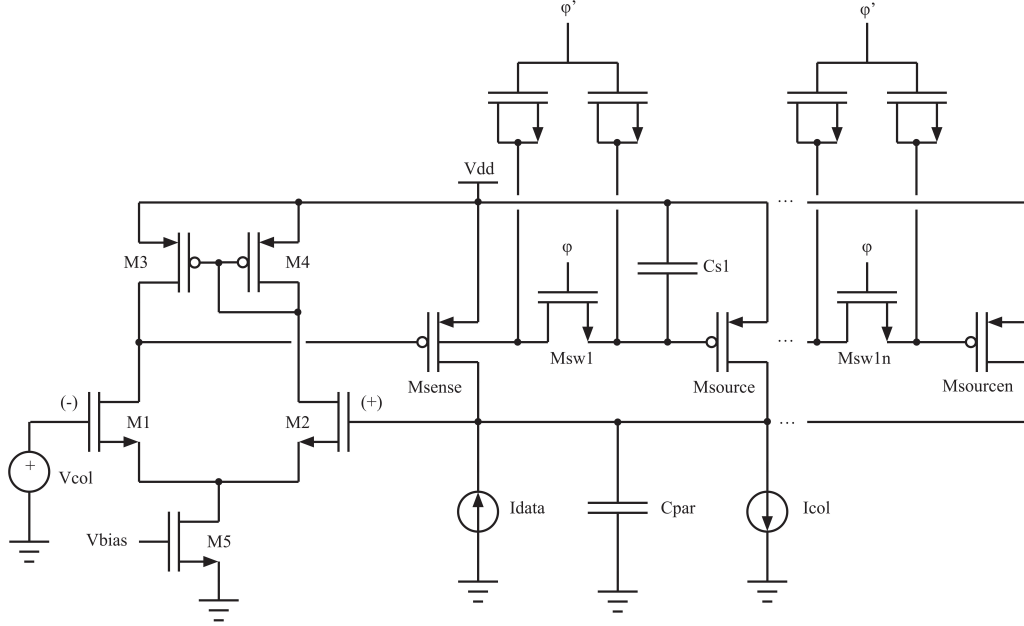 φ' φ'
Vdd
...
M3 M4 φ Cs1 φ
...
Msense Msw1 Msource Msw1n Msourcen
(-) M1 M2 (+)
...
+ Vcol
Idata Cpar Icol
Vbias M5